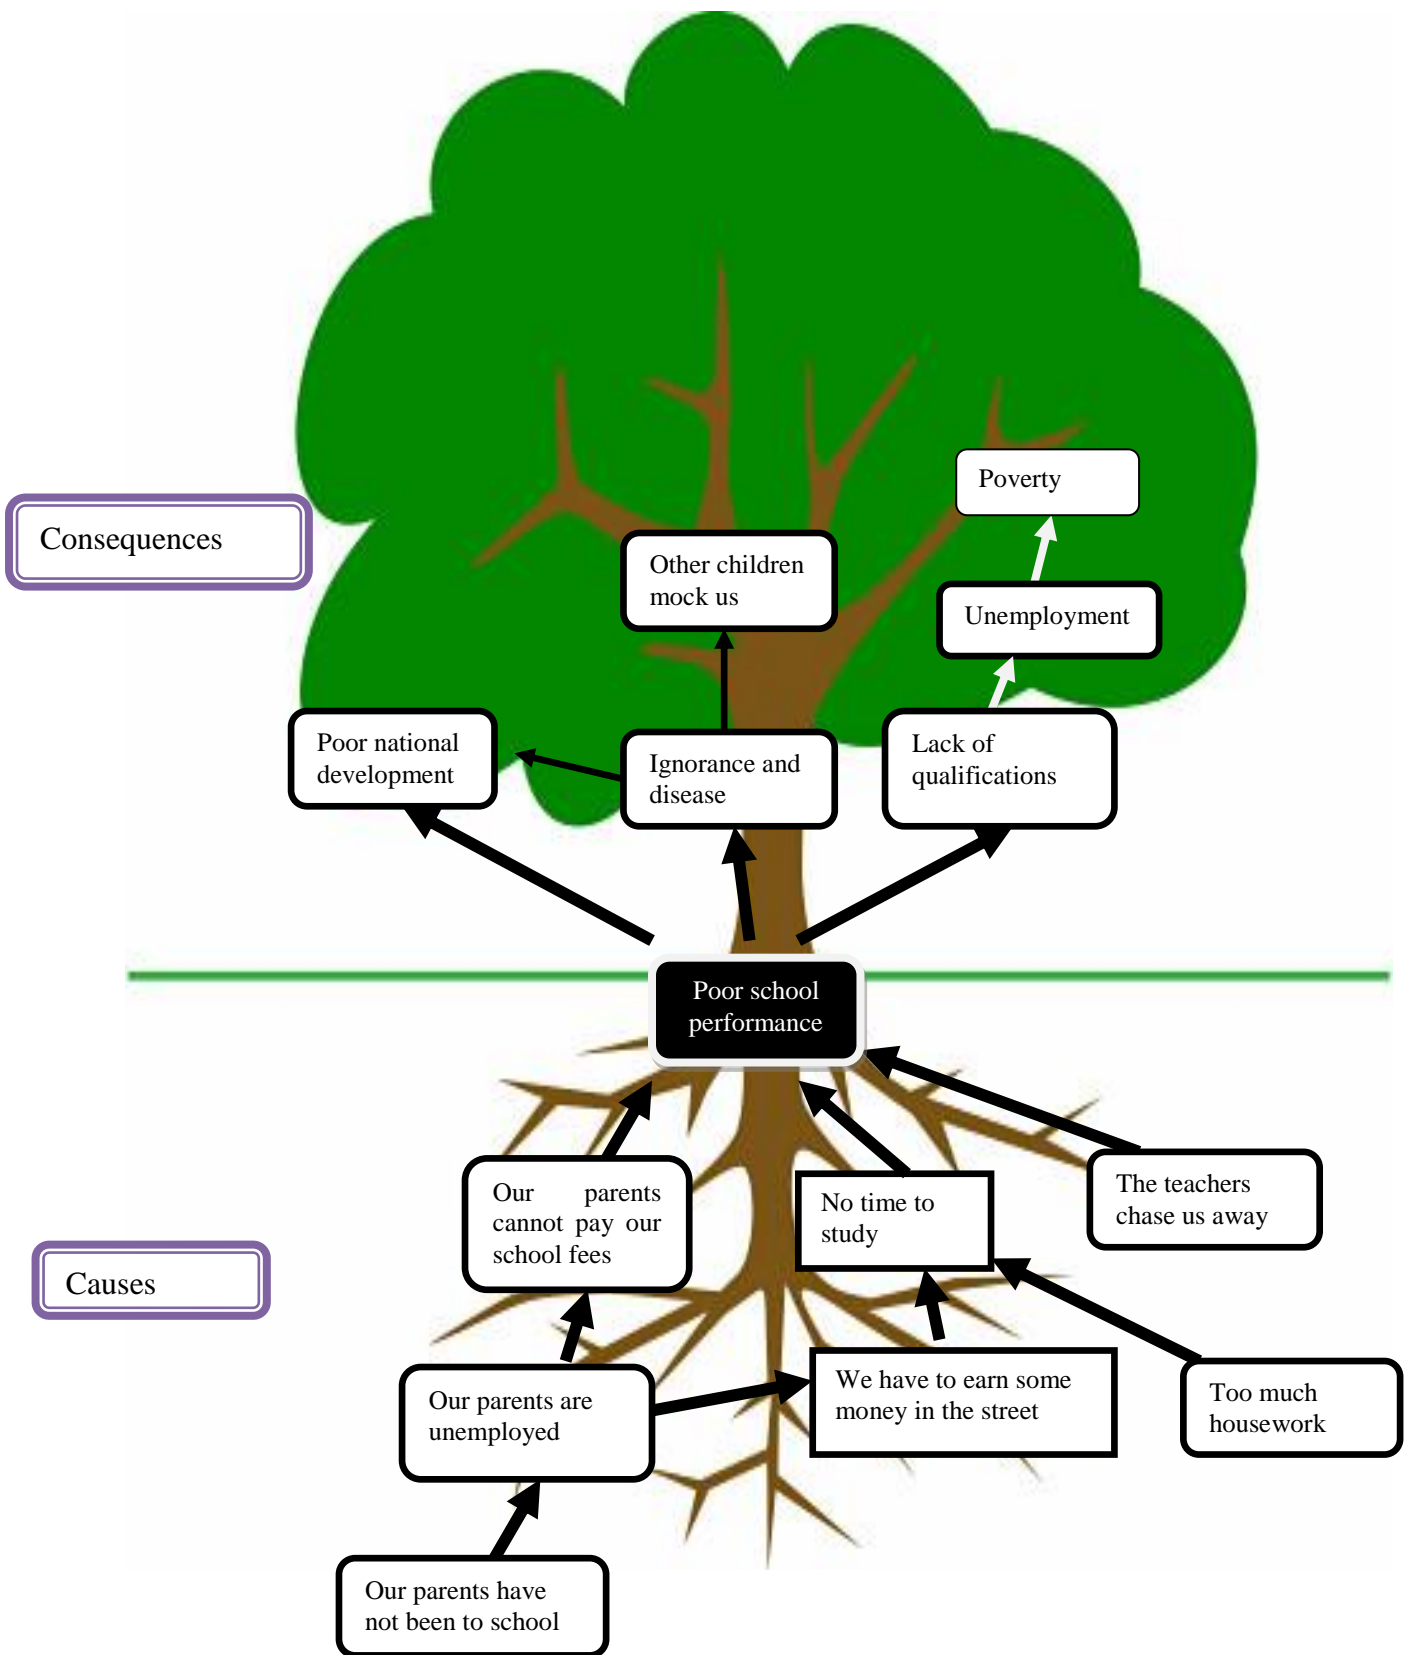 Poverty
Consequences
Other children
mock us
Unemployment
Poor national
development
Ignorance and
disease
Lack of
qualifications
Poor school
performance
Our parents
cannot pay our
school fees
No time to
study
The teachers
chase us away
Causes
Our parents are
unemployed
We have to earn some
money in the street
Too much
housework
Our parents have
not been to school